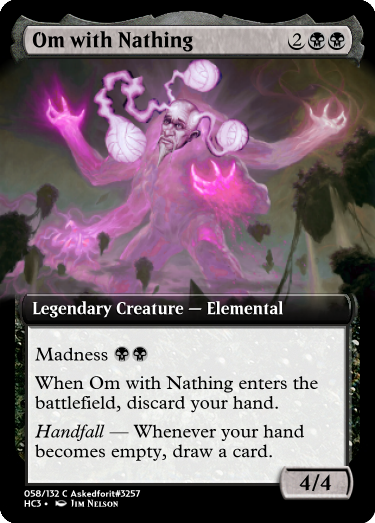 Om with Nathing 2
Legendary Creature — Elemental
Madness
When Om with Nathing enters the
battlefield, discard your hand.
Handfall — Whenever your hand
becomes empty, draw a card.
4/4
058/132 C Askedforit#3257
HC3 • Jim Nelson